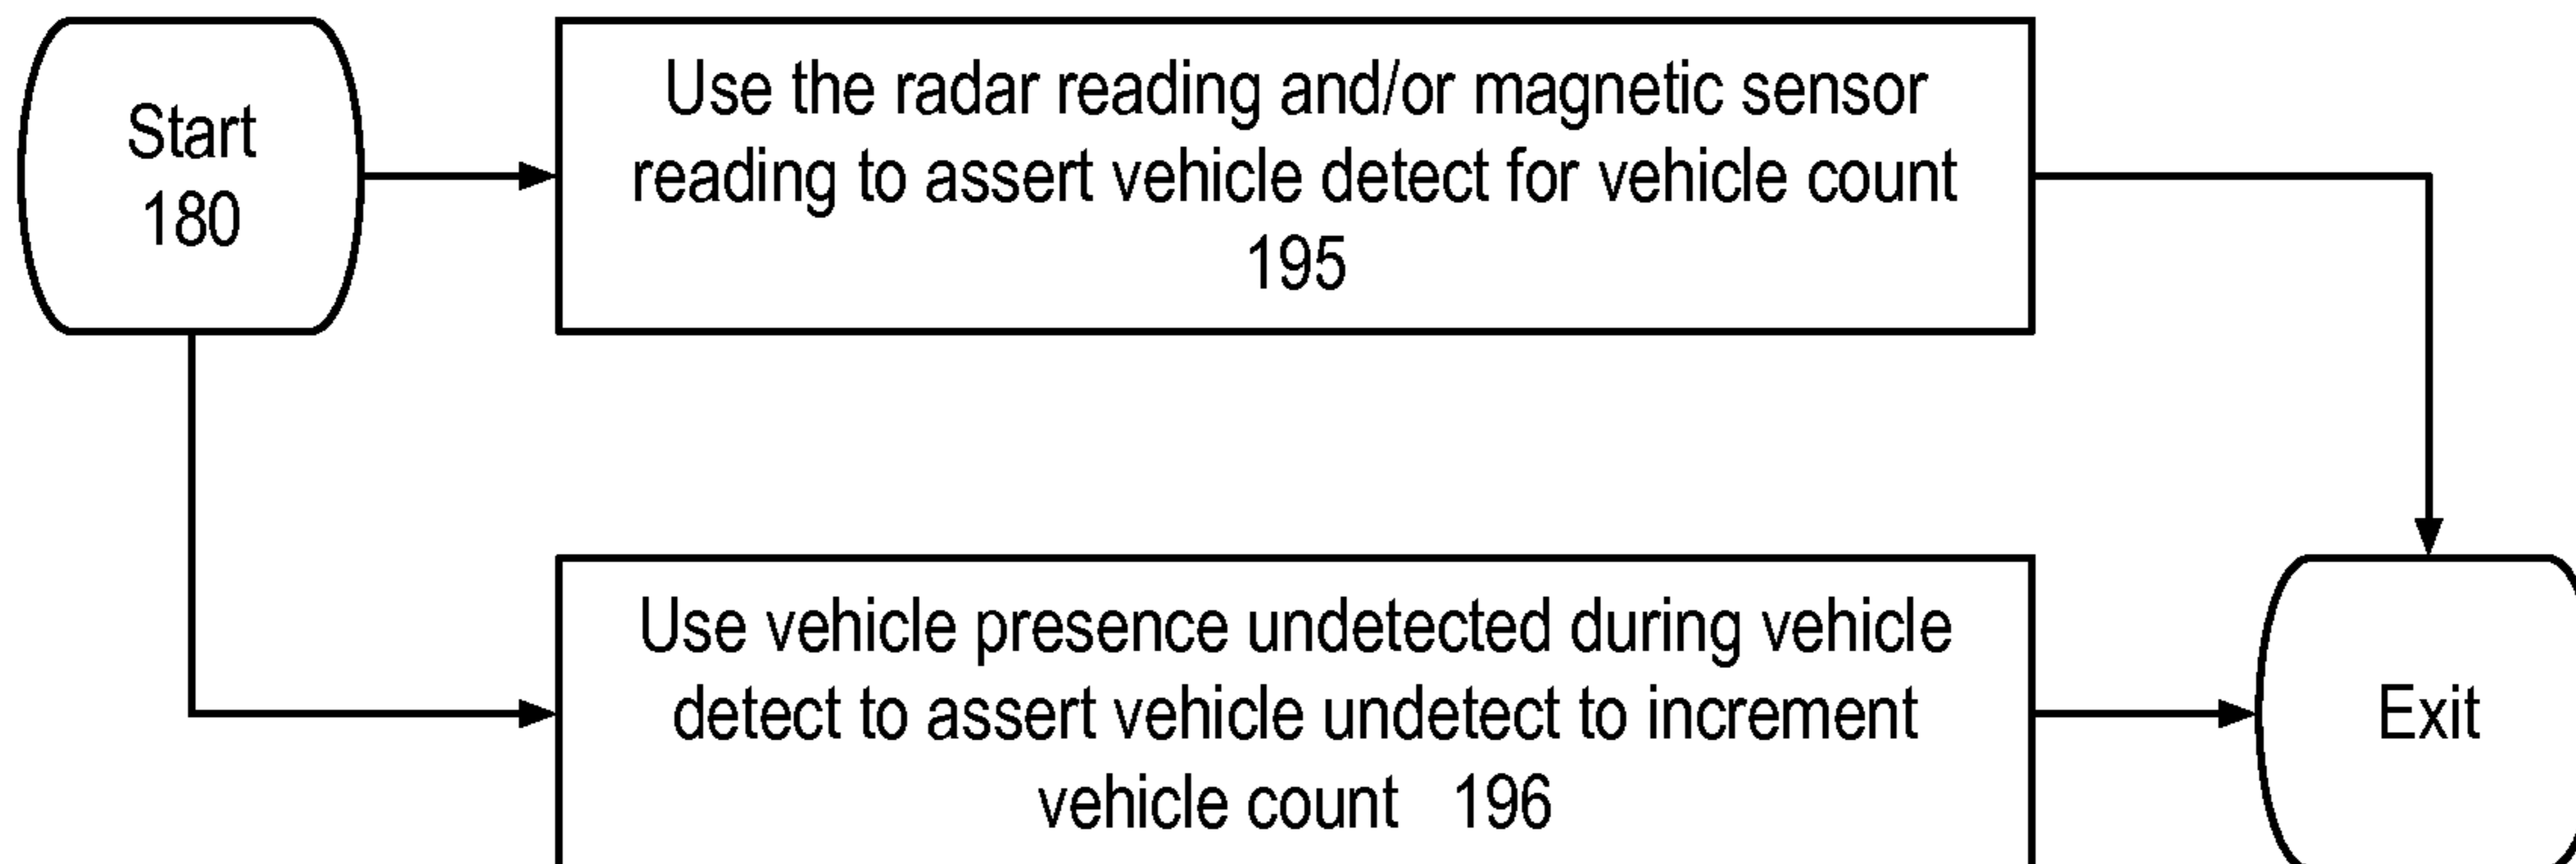 Start
180
Use the radar reading and/or magnetic sensor
reading to assert vehicle detect for vehicle count
195
Use vehicle presence undetected during vehicle
detect to assert vehicle undetect to increment
vehicle count 196
Exit